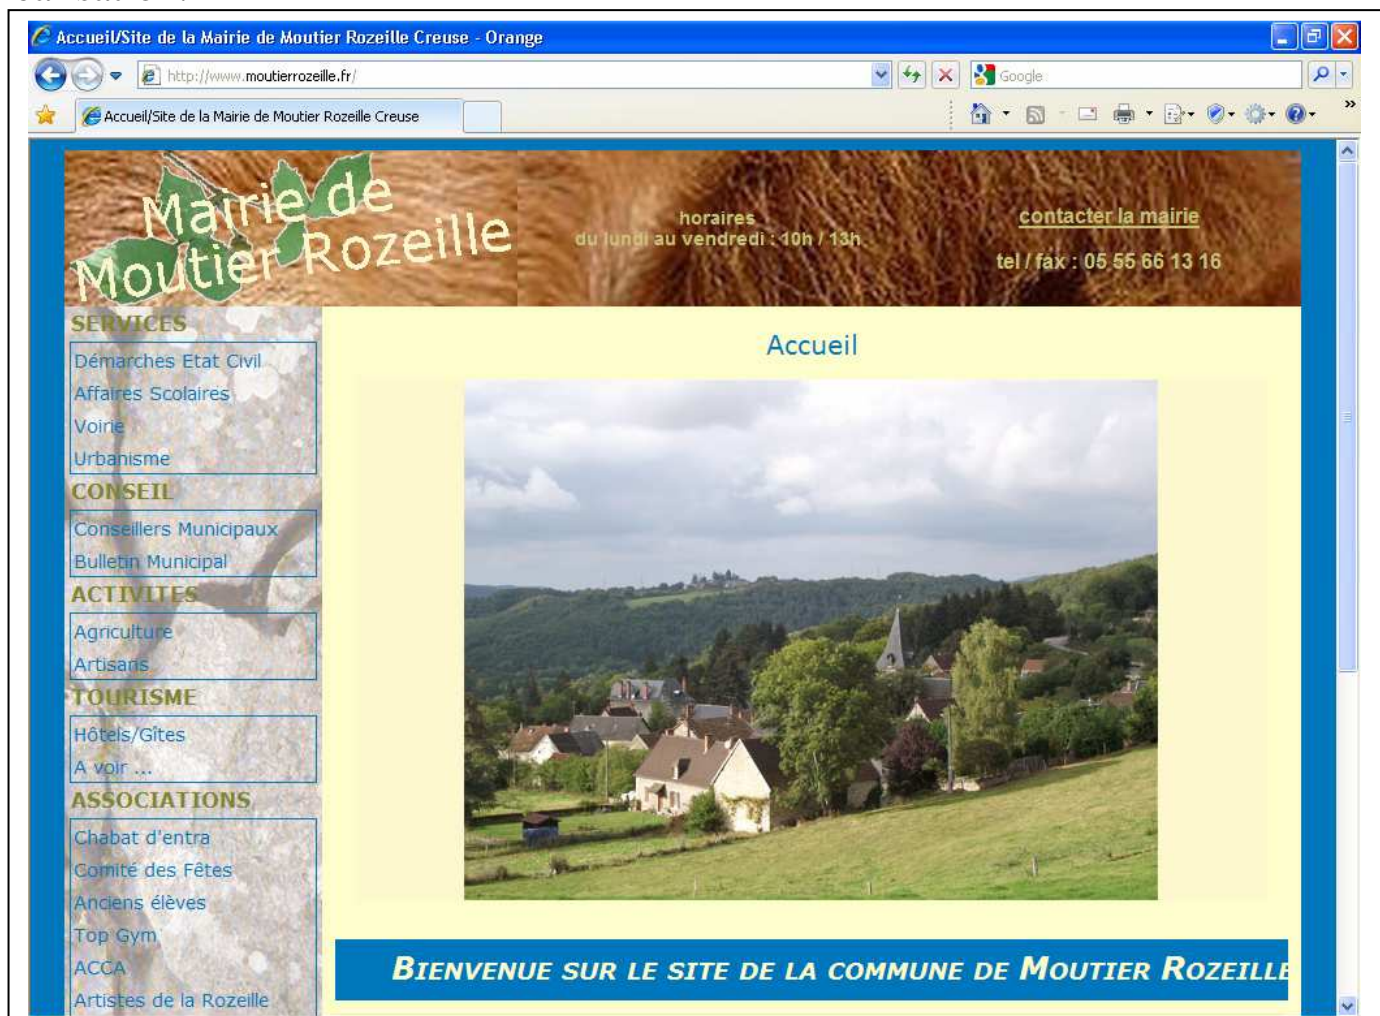 Accueil/Site de la Mairie de Moutier Rozeille Creuse - Orange
http://www.moutierrozeille.fr/
Google
Accueil/Site de la Mairie de Moutier Rozeille Creuse
Mairie de
Moutier Rozeille
horaires
du lundi au vendredi : 10h / 13h
contacter la mairie
tel / fax : 05 55 66 13 16
SERVICES
Démarches Etat Civil
Affaires Scolaires
Voirie
Urbanisme
CONSEIL
Conseillers Municipaux
Bulletin Municipal
ACTIVITES
Agriculture
Artisans
TOURISME
Hôtels/Gîtes
A voir ...
ASSOCIATIONS
Chabat d'entra
Comité des Fêtes
Anciens élèves
Top Gym
ACCA
Artistes de la Rozeille
Accueil
BIENVENUE SUR LE SITE DE LA COMMUNE DE MOUTIER ROZEILLE